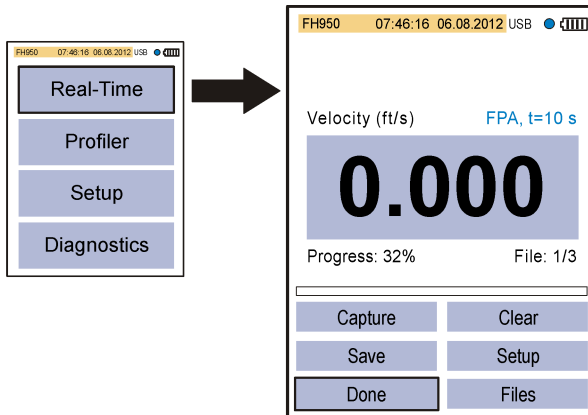 FH950 07:46:16 06.08.2012 USB
Real-Time
Profiler
Setup
Diagnostics
FH950 07:46:16 06.08.2012 USB
Velocity (ft/s) FPA, t=10 s
0.000
Progress: 32% File: 1/3
Capture Clear
Save Setup
Done Files